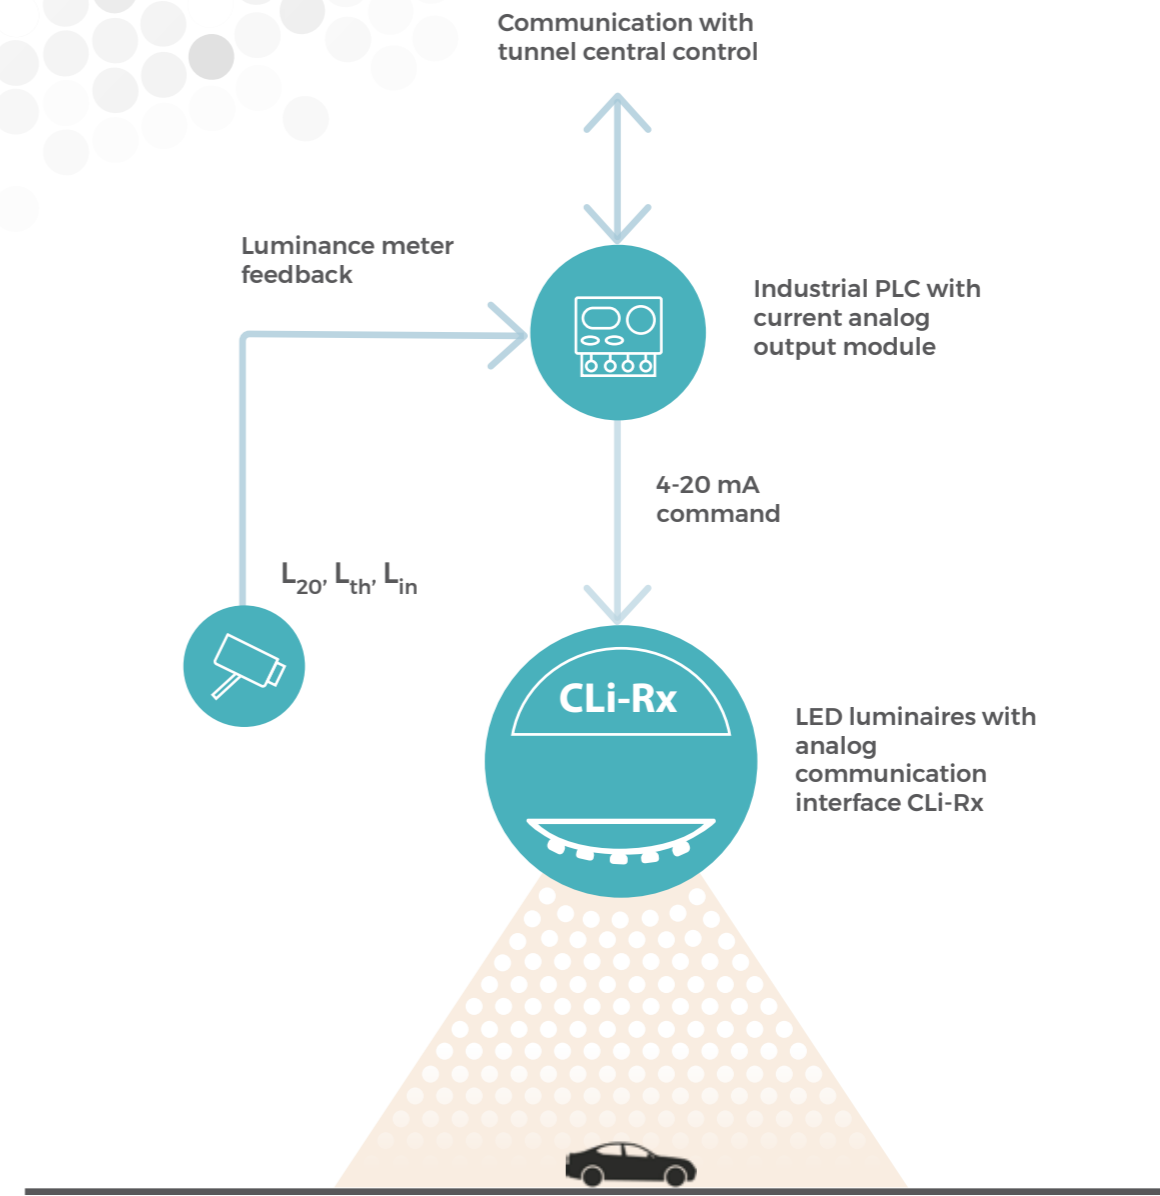 Communication with
tunnel central control
Luminance meter
feedback
Industrial PLC with
current analog
output module
4-20 mA
command
L20, Lth, Lin
CLi-Rx
LED luminaires with
analog
communication
interface CLi-Rx